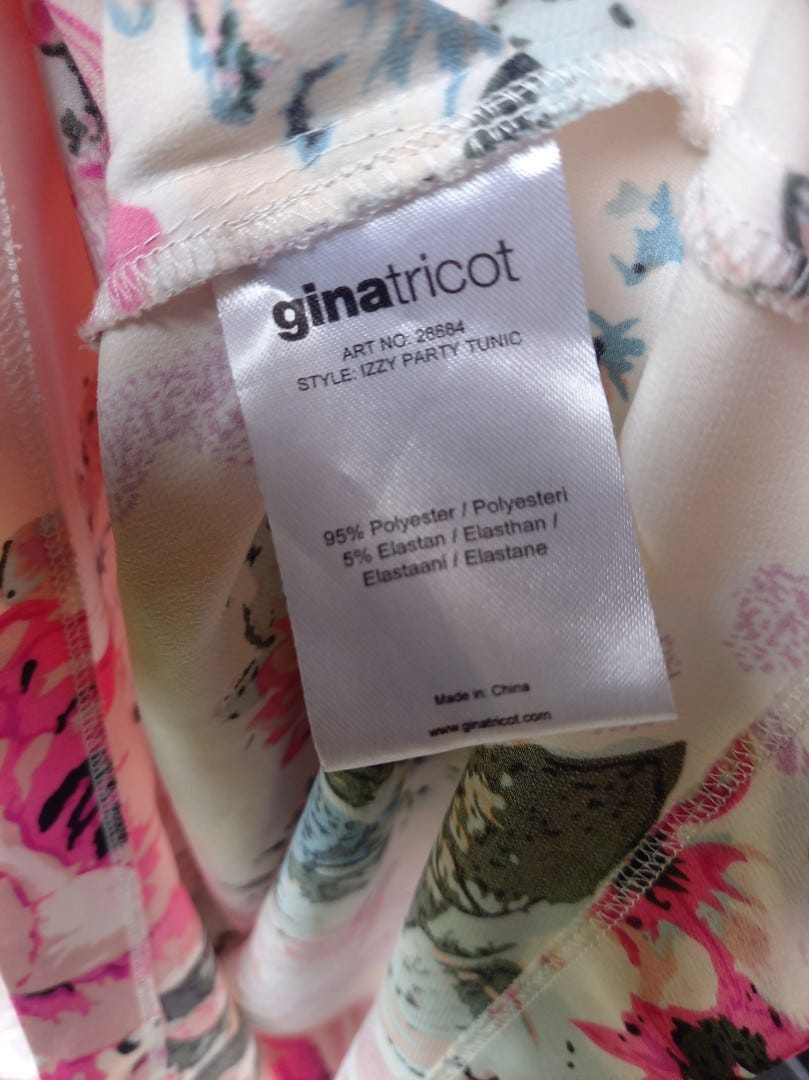 ginatricot
ART NO: 26684
STYLE: IZZY PARTY TUNIC
95% Polyester / Polyesteri
5% Elastan / Elasthan /
Elastaani / Elastane
Made in: China
www.ginatricot.com